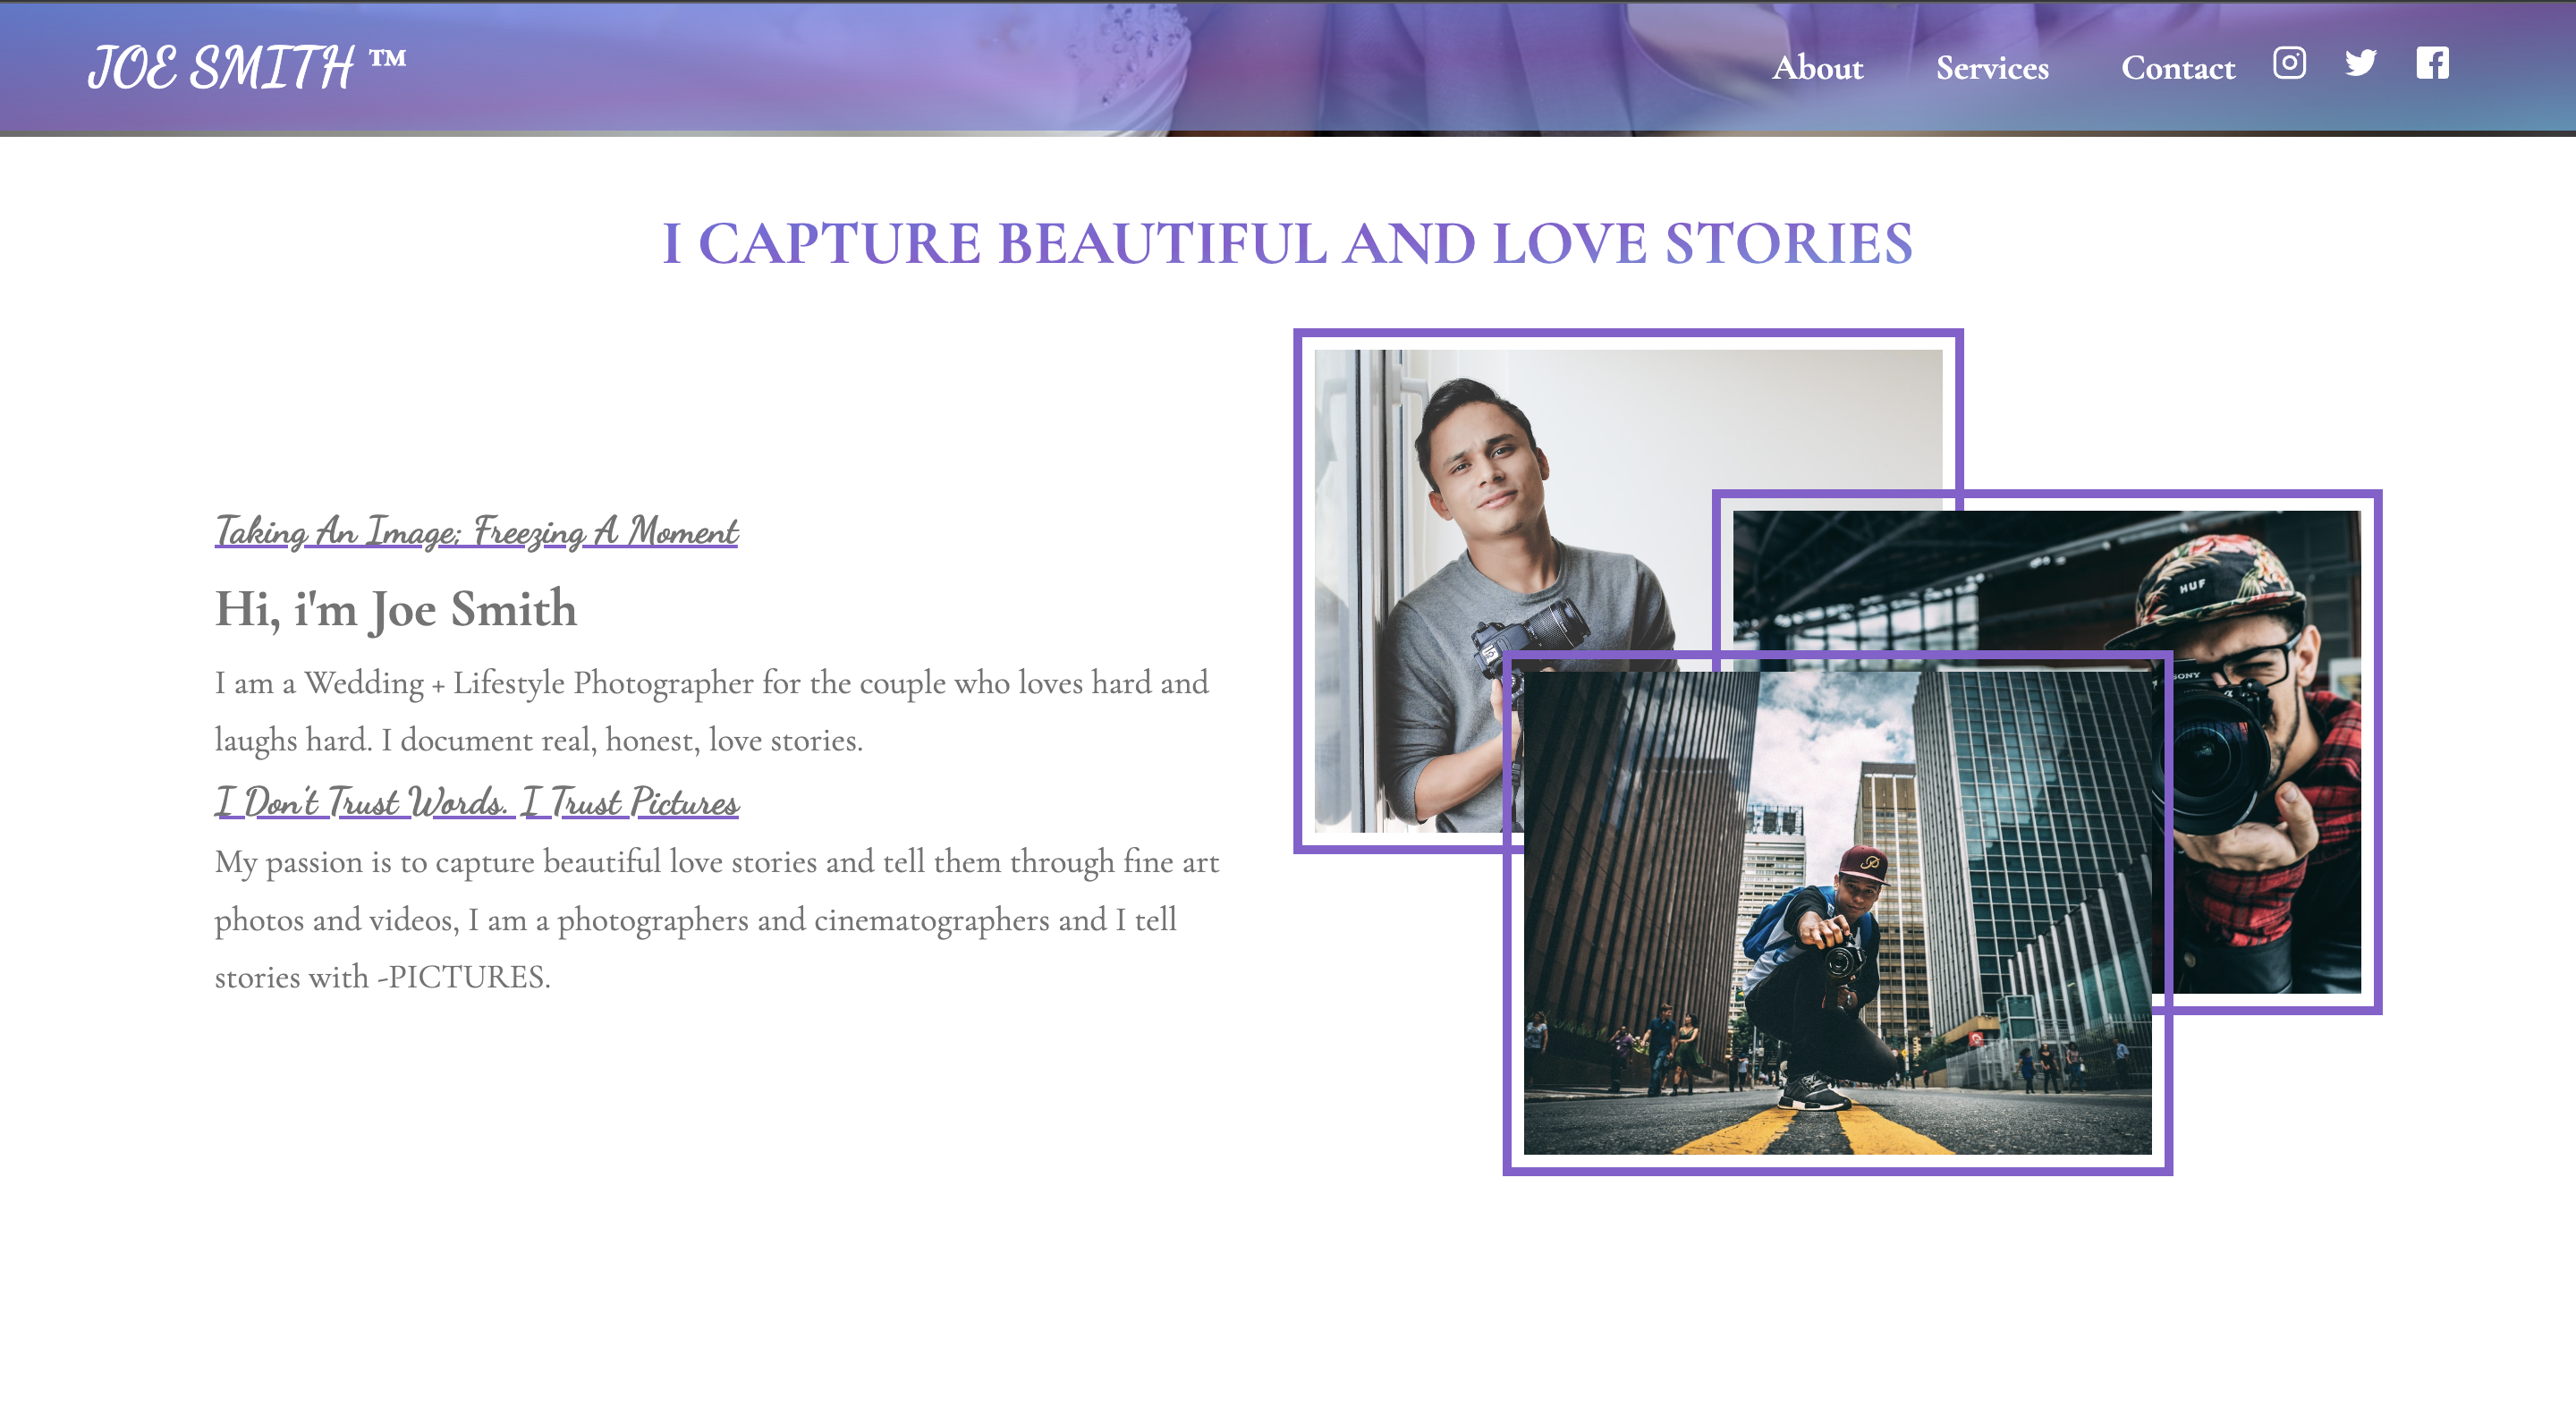 JOE SMITH ™
About Services Contact
I CAPTURE BEAUTIFUL AND LOVE STORIES
Taking An Image; Freezing A Moment
Hi, i'm Joe Smith
I am a Wedding + Lifestyle Photographer for the couple who loves hard and
laughs hard. I document real, honest, love stories.
I Don't Trust Words. I Trust Pictures
My passion is to capture beautiful love stories and tell them through fine art
photos and videos, I am a photographers and cinematographers and I tell
stories with -PICTURES.
HUF
SONY